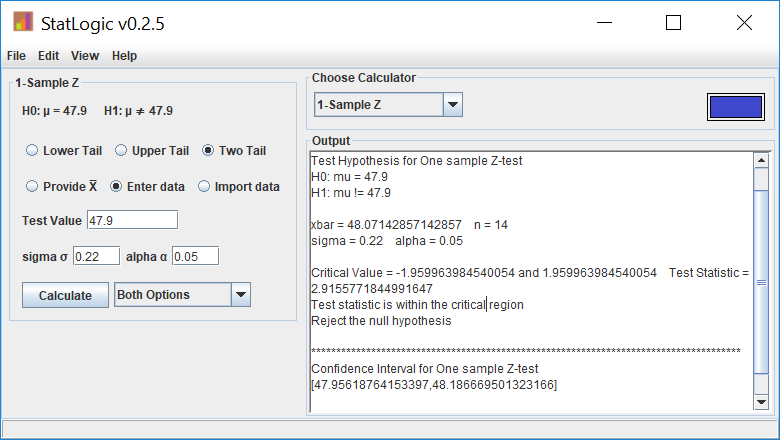 StatLogic v0.2.5
File Edit View Help
1-Sample Z
H0: μ = 47.9 H1: μ ≠ 47.9
Lower Tail Upper Tail Two Tail
Provide X̅ Enter data Import data
Test Value 47.9
sigma σ 0.22 alpha α 0.05
Calculate Both Options
Choose Calculator
1-Sample Z
Output
Test Hypothesis for One sample Z-test
H0: mu = 47.9
H1: mu != 47.9
xbar = 48.07142857142857 n = 14
sigma = 0.22 alpha = 0.05
Critical Value = -1.959963984540054 and 1.959963984540054 Test Statistic =
2.9155771844991647
Test statistic is within the critical region
Reject the null hypothesis
********************************************************************************
Confidence Interval for One sample Z-test
[47.95618764153397,48.186669501323166]